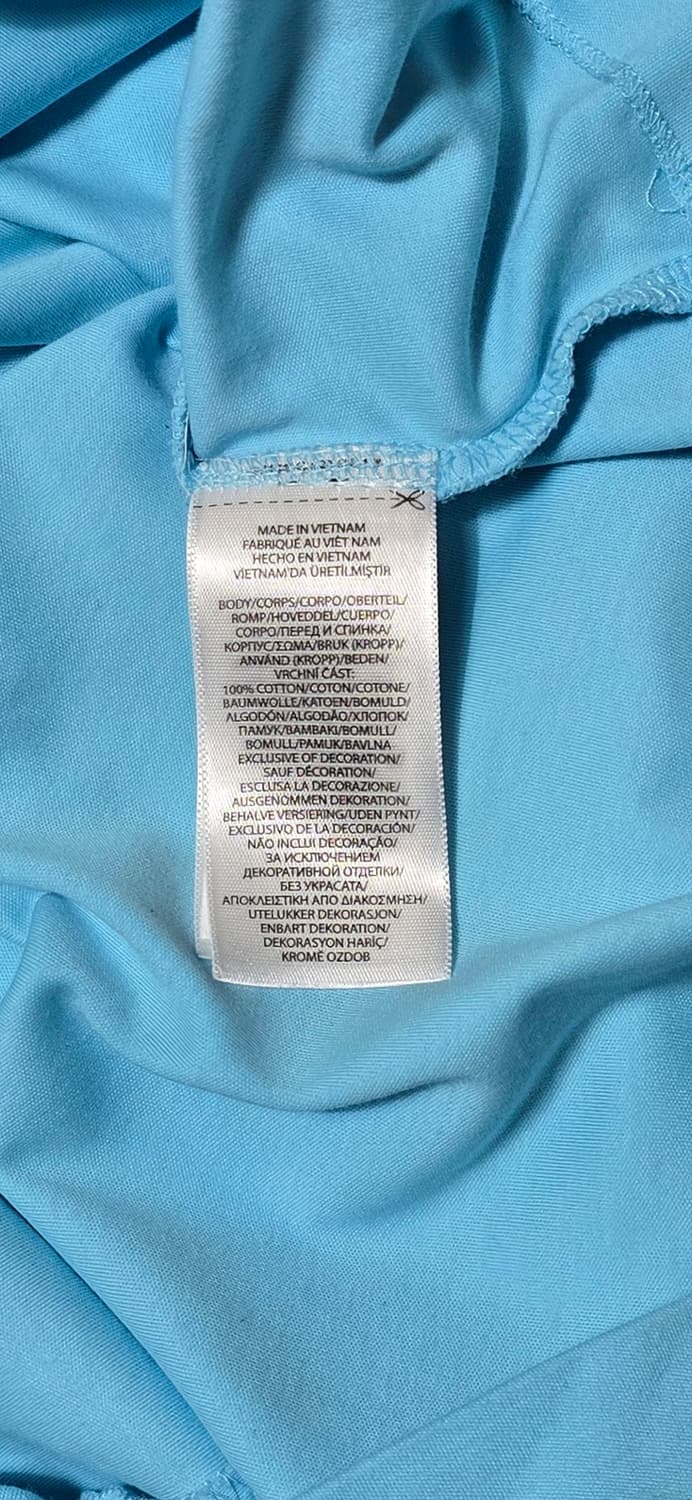 MADE IN VIETNAM
FABRIQUÉ AU VIÊT NAM
HECHO EN VIETNAM
VİETNAM'DA ÜRETİLMİŞTİR
BODY/CORPS/CORPO/OBERTEIL/
ROMP/HOVEDDEL/CUERPO/
CORPO/ПЕРЕД И СПИНКА/
КОРПУС/ΣΩΜΑ/BRUK (KROPP)/
ANVÄND (KROPP)/BEDEN/
VRCHNÍ ČÁST:
100% COTTON/COTON/COTONE/
BAUMWOLLE/KATOEN/BOMULD/
ALGODÓN/ALGODÃO/ХЛОПОК/
ПАМУК/ΒΑΜΒΑΚΙ/BOMULL/
BOMULL/PAMUK/BAVLNA
EXCLUSIVE OF DECORATION/
SAUF DÉCORATION/
ESCLUSA LA DECORAZIONE/
AUSGENOMMEN DEKORATION/
BEHALVE VERSIERING/UDEN PYNT/
EXCLUSIVO DE LA DECORACIÓN/
NÃO INCLUI DECORAÇÃO/
ЗА ИСКЛЮЧЕНИЕМ
ДЕКОРАТИВНОЙ ОТДЕЛКИ/
БЕЗ УКРАСАТА/
ΑΠΟΚΛΕΙΣΤΙΚΗ ΑΠΟ ΔΙΑΚΟΣΜΗΣΗ/
UTELUKKER DEKORASJON/
ENBART DEKORATION/
DEKORASYON HARİÇ/
KROMĚ OZDOB